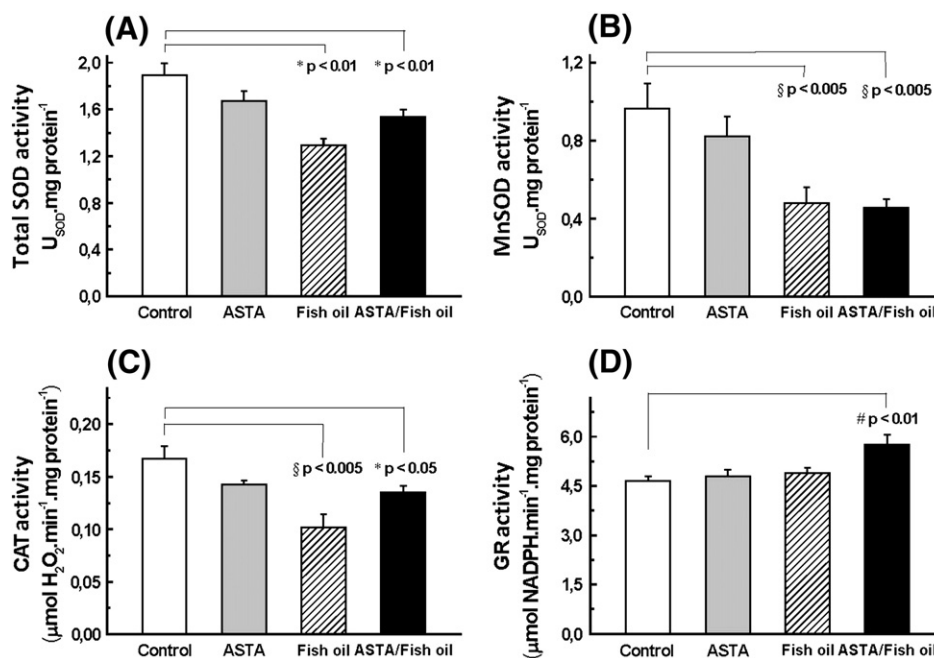 (A)
* p < 0.01 * p < 0.01
2,0
1,6
1,2
0,8
0,4
0,0
Total SOD activity
U_SOD.mg protein⁻¹
Control ASTA Fish oil ASTA/Fish oil
(B)
§ p < 0.005 § p < 0.005
1,2
0,8
0,4
0,0
MnSOD activity
U_SOD.mg protein⁻¹
Control ASTA Fish oil ASTA/Fish oil
(C)
§ p < 0.005 * p < 0.05
0,20
0,15
0,10
0,05
0,00
CAT activity
(μmol H₂O₂.min⁻¹.mg protein⁻¹)
Control ASTA Fish oil ASTA/Fish oil
(D)
# p < 0.01
6,0
4,5
3,0
1,5
0,0
GR activity
(μmol NADPH.min⁻¹.mg protein⁻¹)
Control ASTA Fish oil ASTA/Fish oil